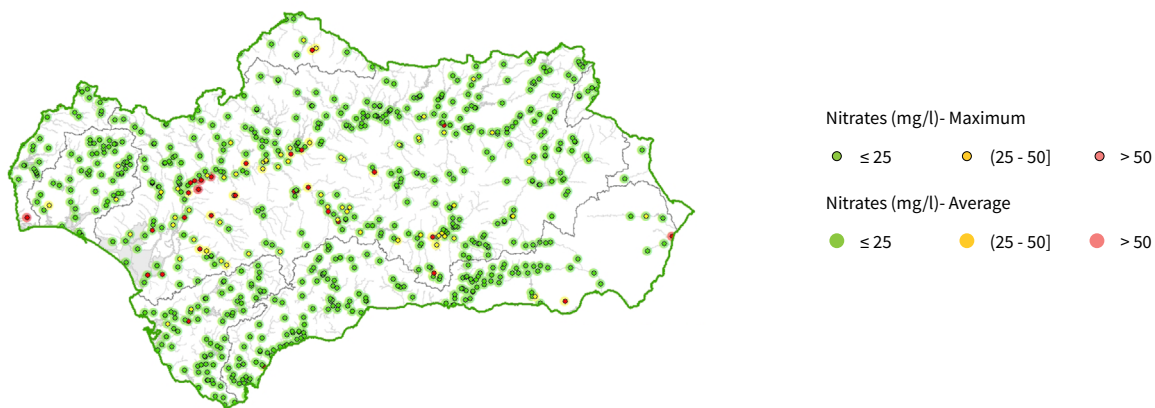 Nitrates (mg/l)- Maximum
≤ 25 (25 - 50] > 50
Nitrates (mg/l)- Average
≤ 25 (25 - 50] > 50